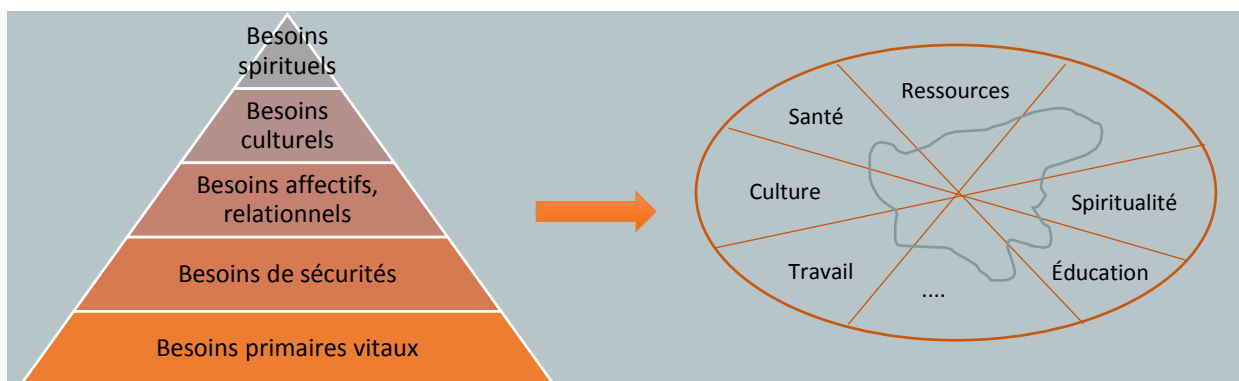 Besoins
spirituels
Besoins
culturels
Besoins affectifs,
relationnels
Besoins de sécurités
Besoins primaires vitaux
Ressources
Santé
Culture
Spiritualité
Travail
Éducation
....